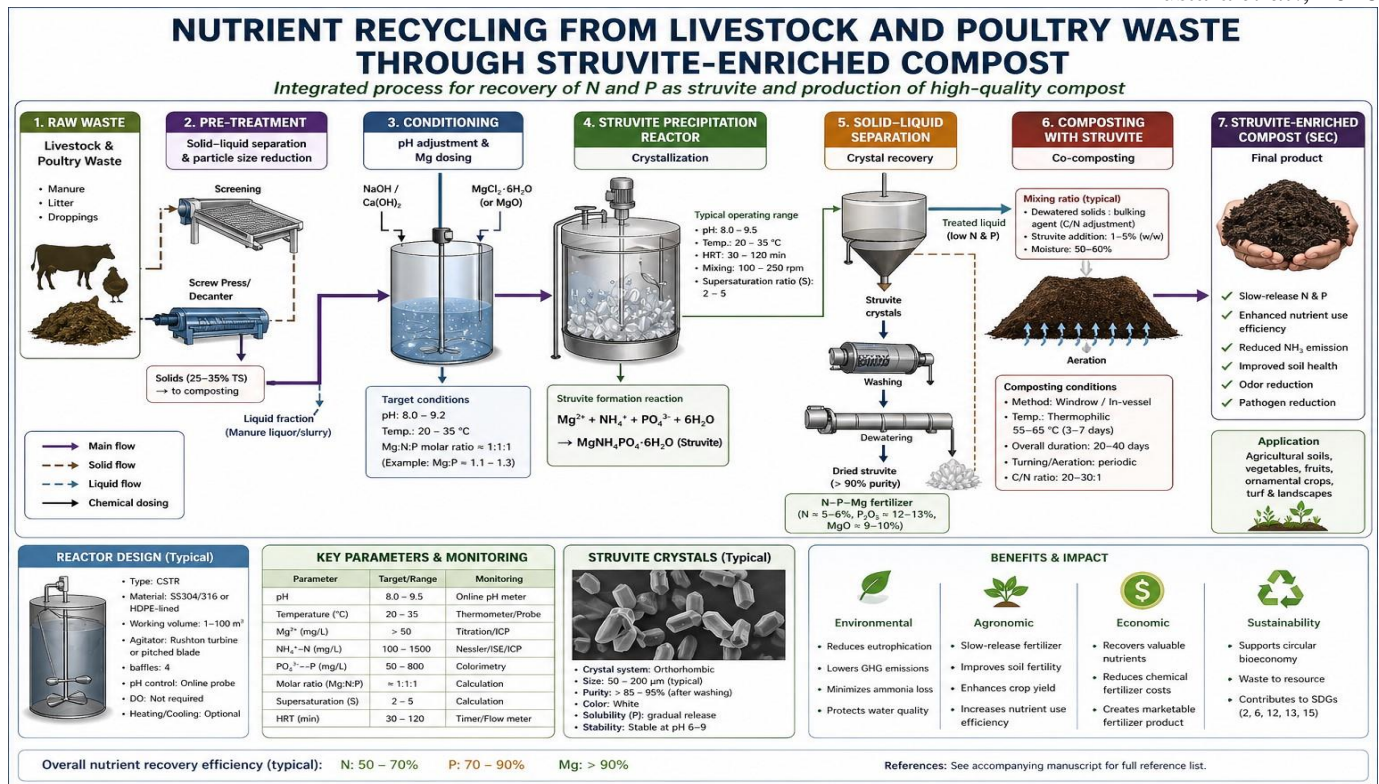 NUTRIENT RECYCLING FROM LIVESTOCK AND POULTRY WASTE
THROUGH STRUVITE-ENRICHED COMPOST
Integrated process for recovery of N and P as struvite and production of high-quality compost
1. RAW WASTE
Livestock &
Poultry Waste
• Manure
• Litter
• Droppings
2. PRE-TREATMENT
Solid–liquid separation
& particle size reduction
Screening
Screw Press/
Decanter
Solids (25–35% TS)
→ to composting
Liquid fraction
(Manure liquor/slurry)
Main flow
Solid flow
Liquid flow
Chemical dosing
3. CONDITIONING
pH adjustment &
Mg dosing
NaOH /
Ca(OH)₂
MgCl₂·6H₂O
(or MgO)
Target conditions
pH: 8.0 – 9.2
Temp.: 20 – 35 °C
Mg:N:P molar ratio ≈ 1:1:1
(Example: Mg:P ≈ 1.1 – 1.3)
4. STRUVITE PRECIPITATION
REACTOR
Crystallization
Typical operating range
• pH: 8.0 – 9.5
• Temp.: 20 – 35 °C
• HRT: 30 – 120 min
• Mixing: 100 – 250 rpm
• Supersaturation ratio (S):
2 – 5
Struvite formation reaction
Mg²⁺ + NH₄⁺ + PO₄³⁻ + 6H₂O
→ MgNH₄PO₄·6H₂O (Struvite)
5. SOLID–LIQUID
SEPARATION
Crystal recovery
Treated liquid
(low N & P)
Struvite
crystals
Washing
Dewatering
Dried struvite
(> 90% purity)
N–P–Mg fertilizer
(N ≈ 5–6%, P₂O₅ ≈ 12–13%,
MgO ≈ 9–10%)
6. COMPOSTING
WITH STRUVITE
Co-composting
Mixing ratio (typical)
• Dewatered solids : bulking
agent (C/N adjustment)
• Struvite addition: 1–5% (w/w)
• Moisture: 50–60%
Aeration
Composting conditions
• Method: Windrow / In-vessel
• Temp.: Thermophilic
55–65 °C (3–7 days)
• Overall duration: 20–40 days
• Turning/Aeration: periodic
• C/N ratio: 20–30:1
7. STRUVITE-ENRICHED
COMPOST (SEC)
Final product
✓ Slow-release N & P
✓ Enhanced nutrient use
efficiency
✓ Reduced NH₃ emission
✓ Improved soil health
✓ Odor reduction
✓ Pathogen reduction
Application
Agricultural soils,
vegetables, fruits,
ornamental crops,
turf & landscapes
REACTOR DESIGN (Typical)
• Type: CSTR
• Material: SS304/316 or
HDPE-lined
• Working volume: 1–100 m³
• Agitator: Rushton turbine
or pitched blade
• baffles: 4
• pH control: Online probe
• DO: Not required
• Heating/Cooling: Optional
KEY PARAMETERS & MONITORING
Parameter Target/Range Monitoring
pH 8.0 – 9.5 Online pH meter
Temperature (°C) 20 – 35 Thermometer/Probe
Mg²⁺ (mg/L) > 50 Titration/ICP
NH₄⁺–N (mg/L) 100 – 1500 Nessler/ISE/ICP
PO₄³⁻–P (mg/L) 50 – 800 Colorimetry
Molar ratio (Mg:N:P) ≈ 1:1:1 Calculation
Supersaturation (S) 2 – 5 Calculation
HRT (min) 30 – 120 Timer/Flow meter
STRUVITE CRYSTALS (Typical)
• Crystal system: Orthorhombic
• Size: 50 – 200 µm (typical)
• Purity: > 85 – 95% (after washing)
• Color: White
• Solubility (P): gradual release
• Stability: Stable at pH 6–9
BENEFITS & IMPACT
Environmental
• Reduces eutrophication
• Lowers GHG emissions
• Minimizes ammonia loss
• Protects water quality
Agronomic
• Slow-release fertilizer
• Improves soil fertility
• Enhances crop yield
• Increases nutrient use
efficiency
Economic
• Recovers valuable
nutrients
• Reduces chemical
fertilizer costs
• Creates marketable
fertilizer product
Sustainability
• Supports circular
bioeconomy
• Waste to resource
• Contributes to SDGs
(2, 6, 12, 13, 15)
Overall nutrient recovery efficiency (typical): N: 50 – 70% P: 70 – 90% Mg: > 90%
References: See accompanying manuscript for full reference list.